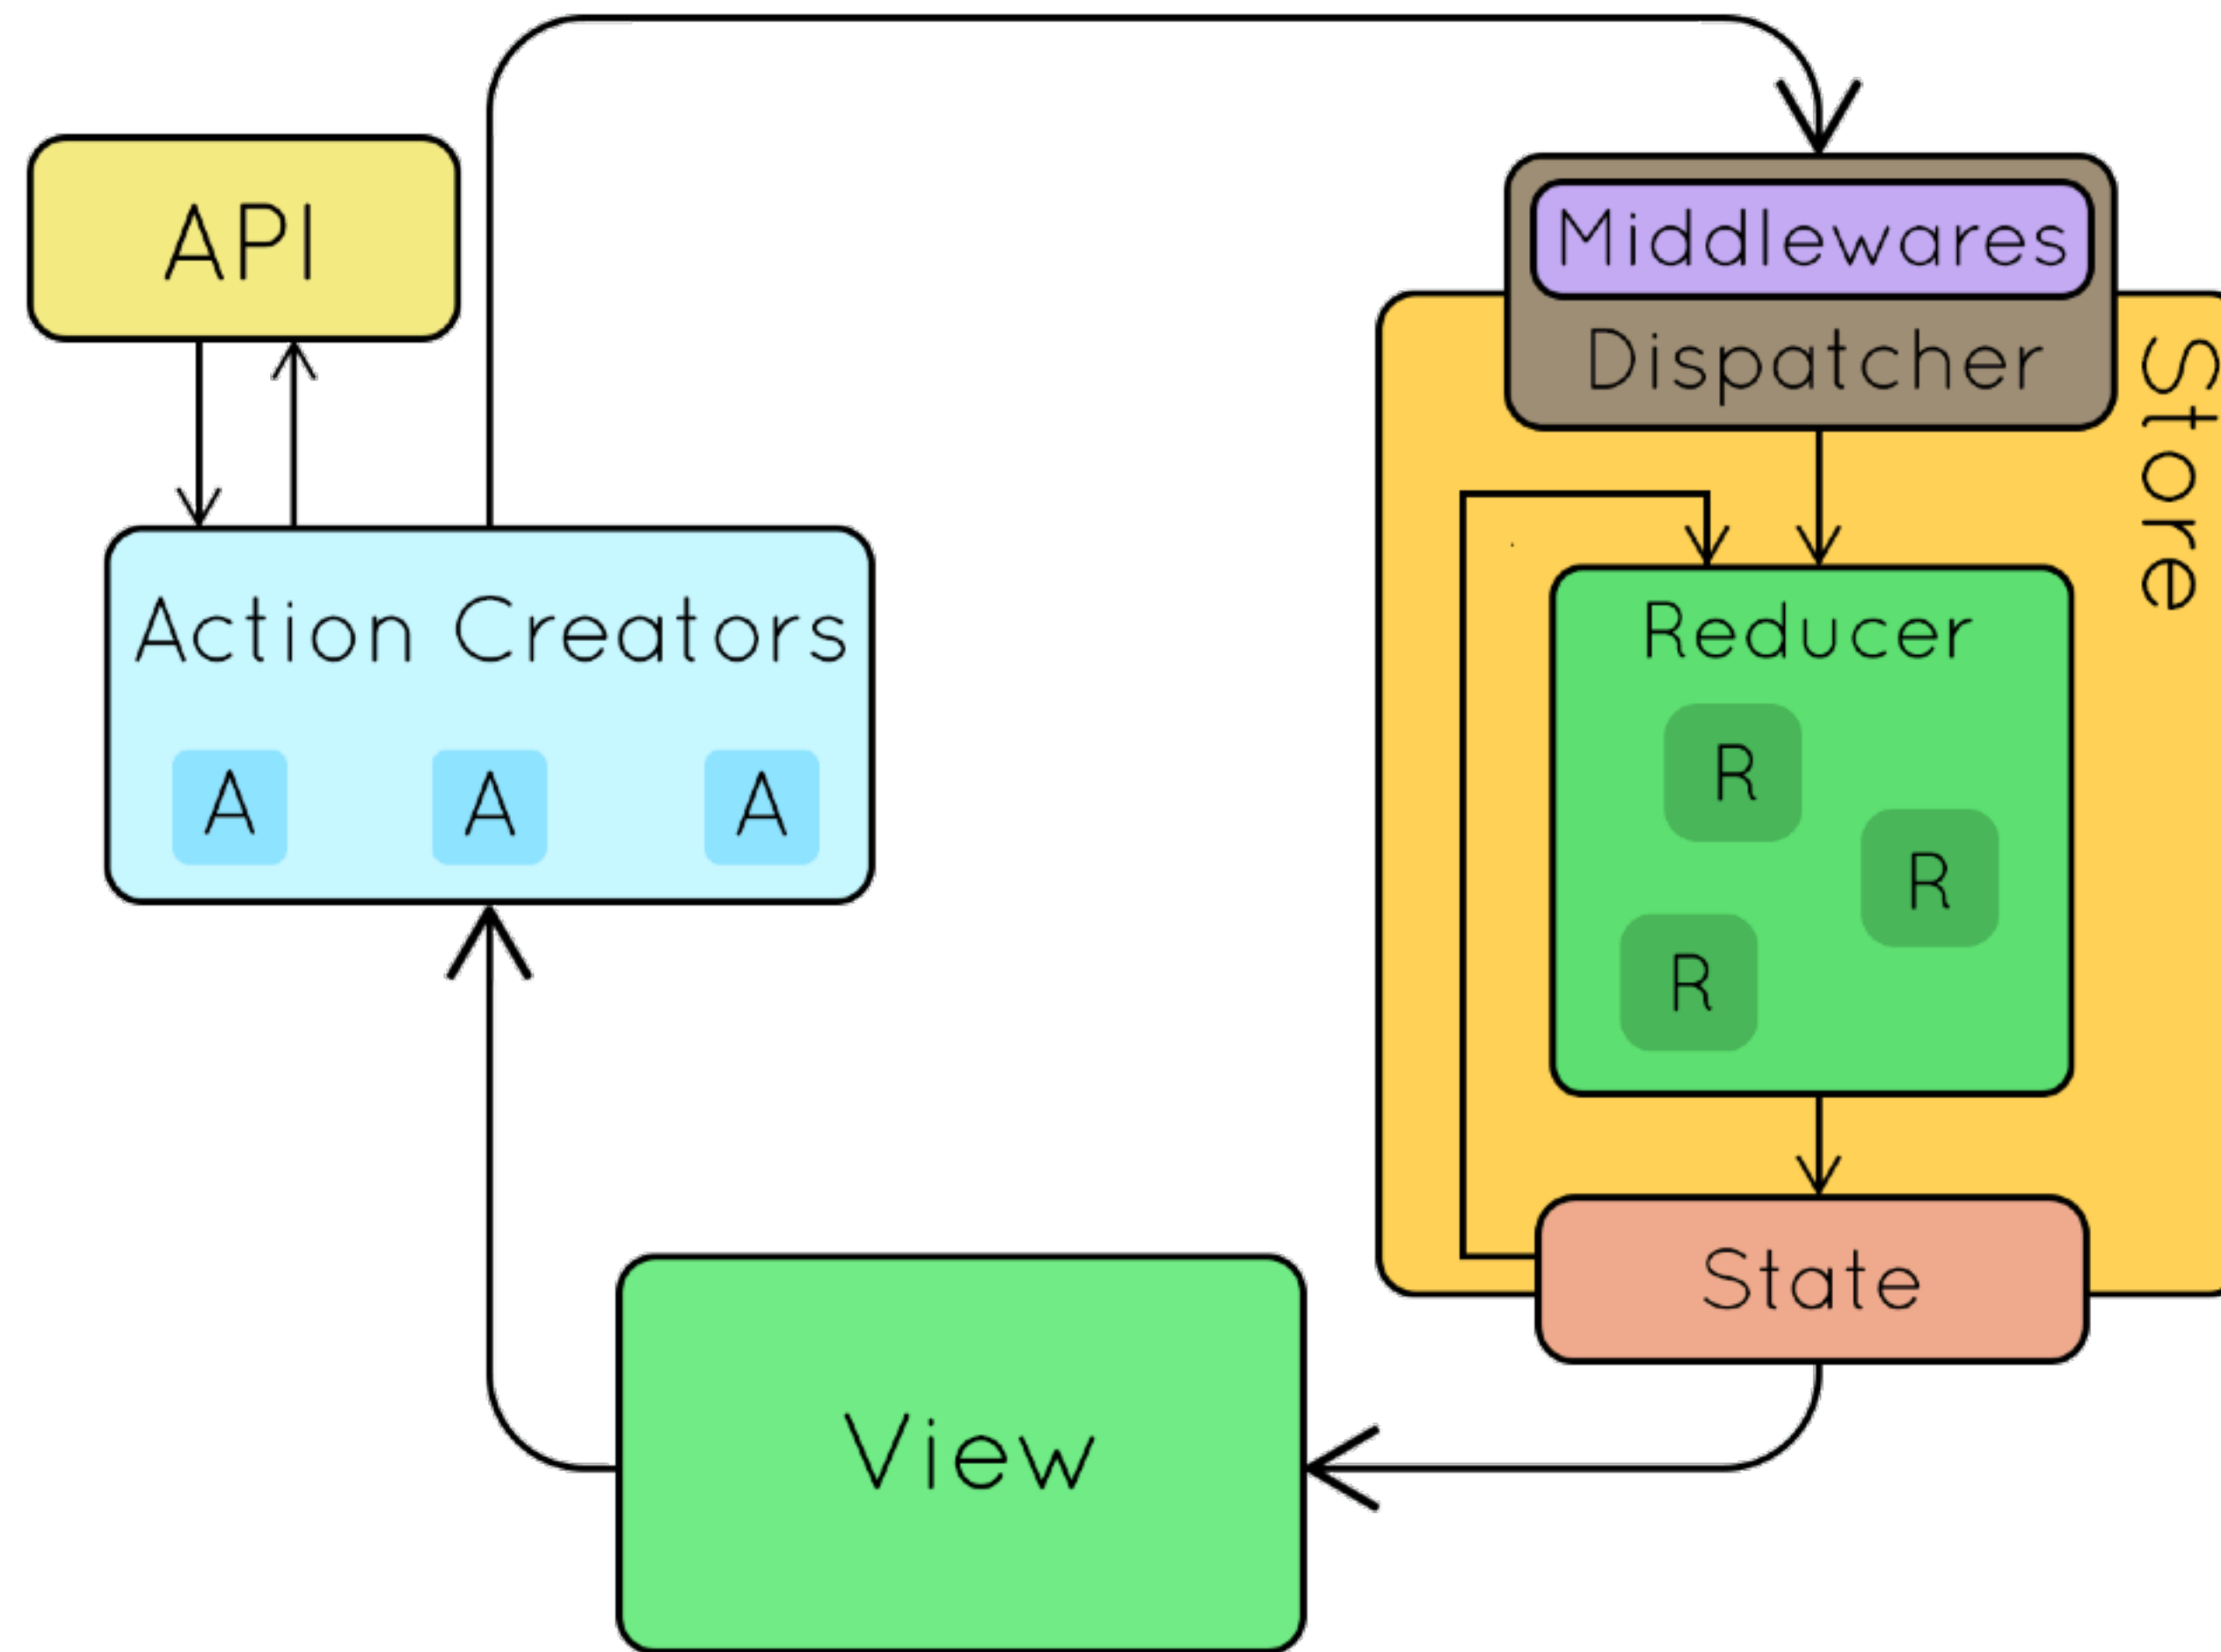 API
Middlewares
Dispatcher
Store
Action Creators
A A A
Reducer
R
R
R
State
View